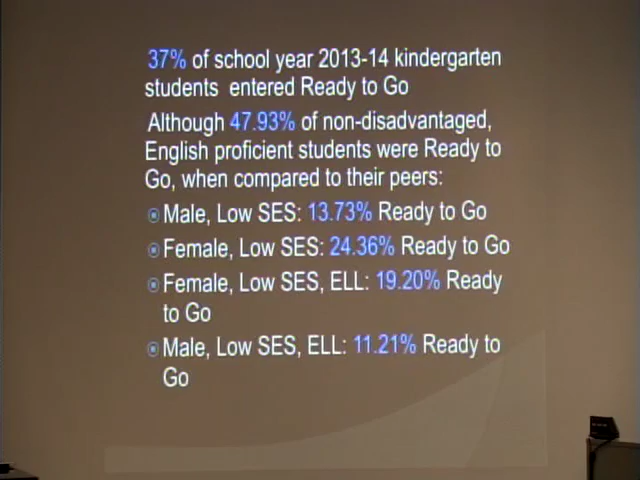 37% of school year 2013-14 kindergarten
students entered Ready to Go
Although 47.93% of non-disadvantaged,
English proficient students were Ready to
Go, when compared to their peers:
Male, Low SES: 13.73% Ready to Go
Female, Low SES: 24.36% Ready to Go
Female, Low SES, ELL: 19.20% Ready
to Go
Male, Low SES, ELL: 11.21% Ready to
Go